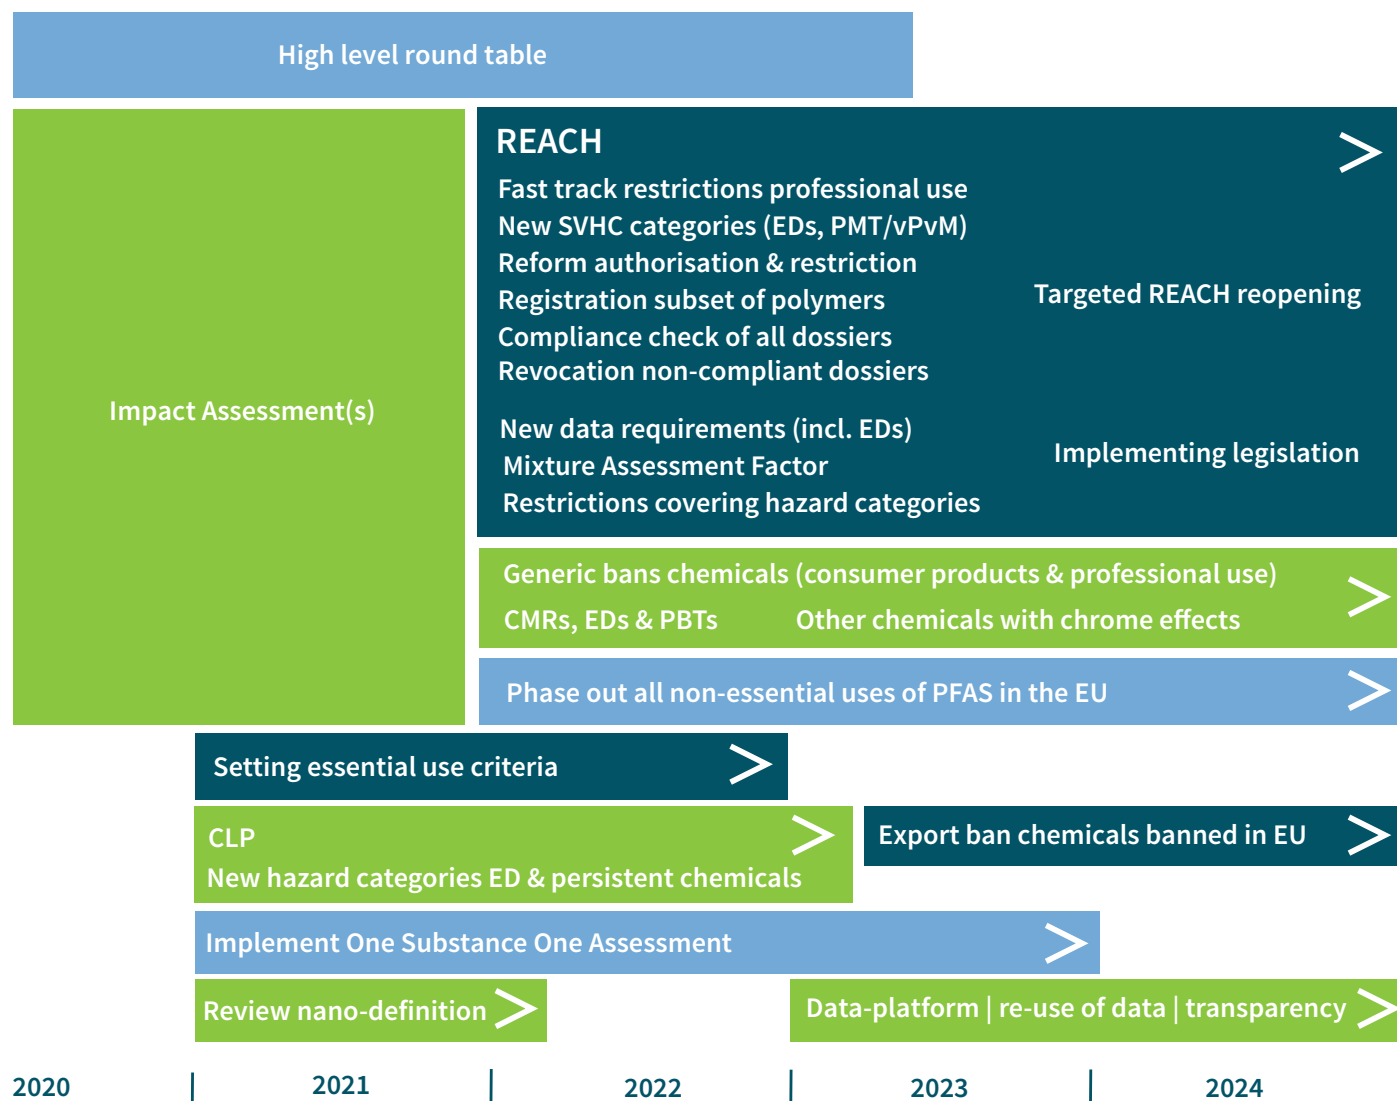 High level round table
REACH
Fast track restrictions professional use
New SVHC categories (EDs, PMT/vPvM)
Reform authorisation & restriction
Registration subset of polymers
Compliance check of all dossiers
Revocation non-compliant dossiers
Targeted REACH reopening
New data requirements (incl. EDs)
Mixture Assessment Factor
Restrictions covering hazard categories
Implementing legislation
Impact Assessment(s)
Generic bans chemicals (consumer products & professional use)
CMRs, EDs & PBTs
Other chemicals with chrome effects
Phase out all non-essential uses of PFAS in the EU
Setting essential use criteria
CLP
New hazard categories ED & persistent chemicals
Export ban chemicals banned in EU
Implement One Substance One Assessment
Review nano-definition
Data-platform | re-use of data | transparency
2020 | 2021 | 2022 | 2023 | 2024